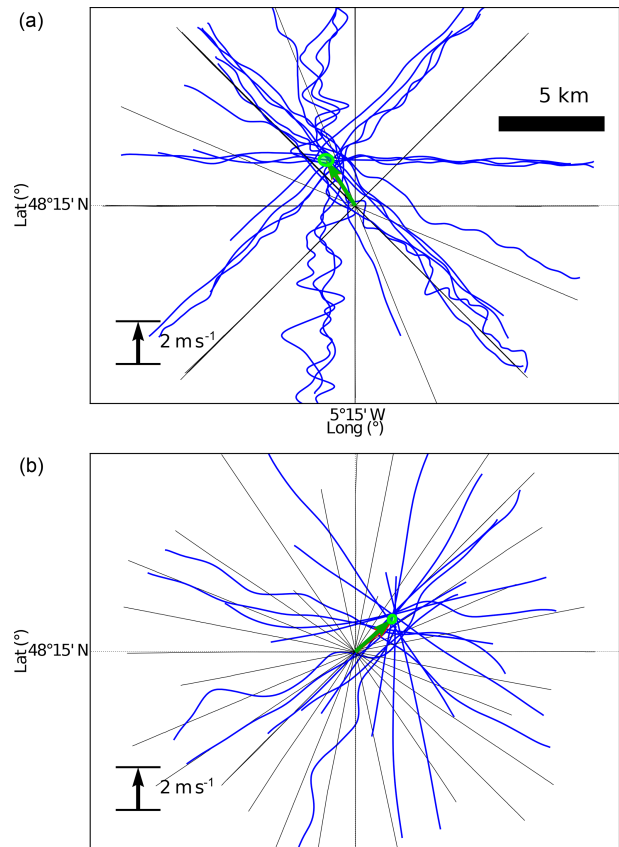 (a)
5 km
Lat (°)
48°15' N
2 m s⁻¹
5°15' W
Long (°)
(b)
Lat (°)
48°15' N
2 m s⁻¹